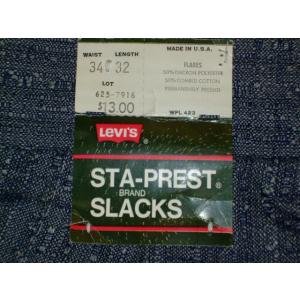 WAIST LENGTH
34 32
LOT
623-7916
$13.00
MADE IN U.S.A.
FLARES
50% DACRON POLYESTER
50% COMBED COTTON
PERMANENTLY PRESSED
WPL 423
LEVI'S
STA-PREST®
BRAND
SLACKS